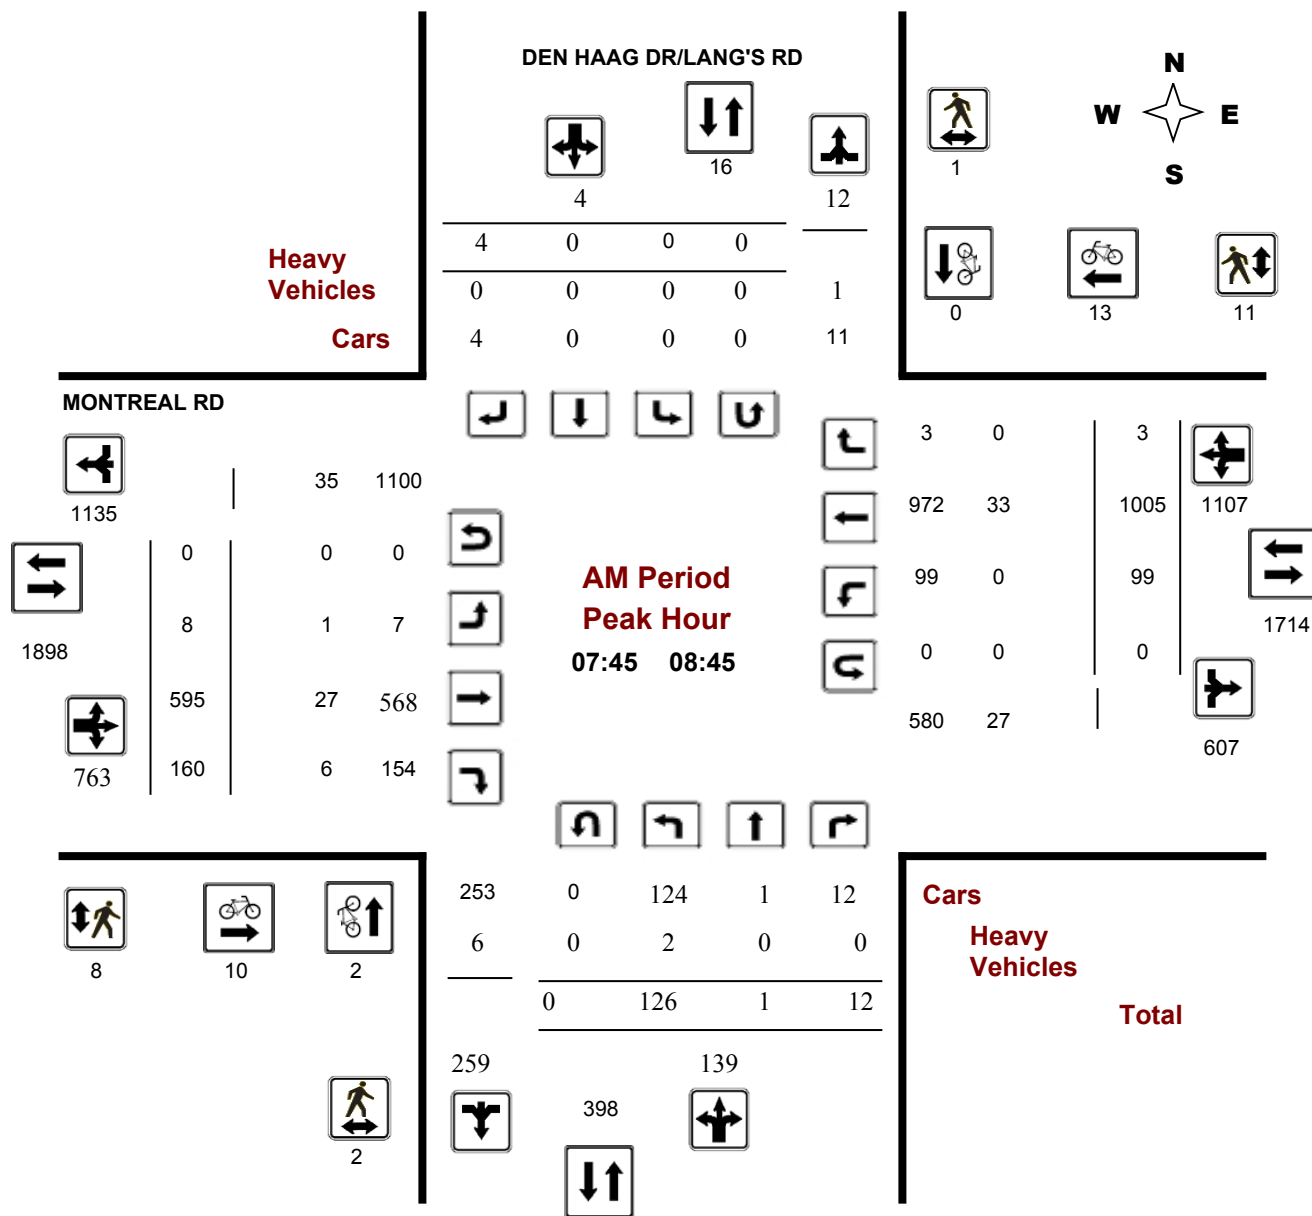 DEN HAAG DR/LANG'S RD
N
W E
S
16
1
4 12
4 0 0 0
Heavy
Vehicles
0 0 0 0 1
Cars
4 0 0 0 11
0 13 11
MONTREAL RD
3 0 3
35 1100
1135
972 33 1005 1107
0 0 0
AM Period
Peak Hour
07:45 08:45
99 0 99
8 1 7
1714
1898
0 0 0
595 27 568
580 27
607
763
160 6 154
253 0 124 1 12
Cars
6 0 2 0 0
Heavy
Vehicles
8 10 2
0 126 1 12
Total
259 139
398
2